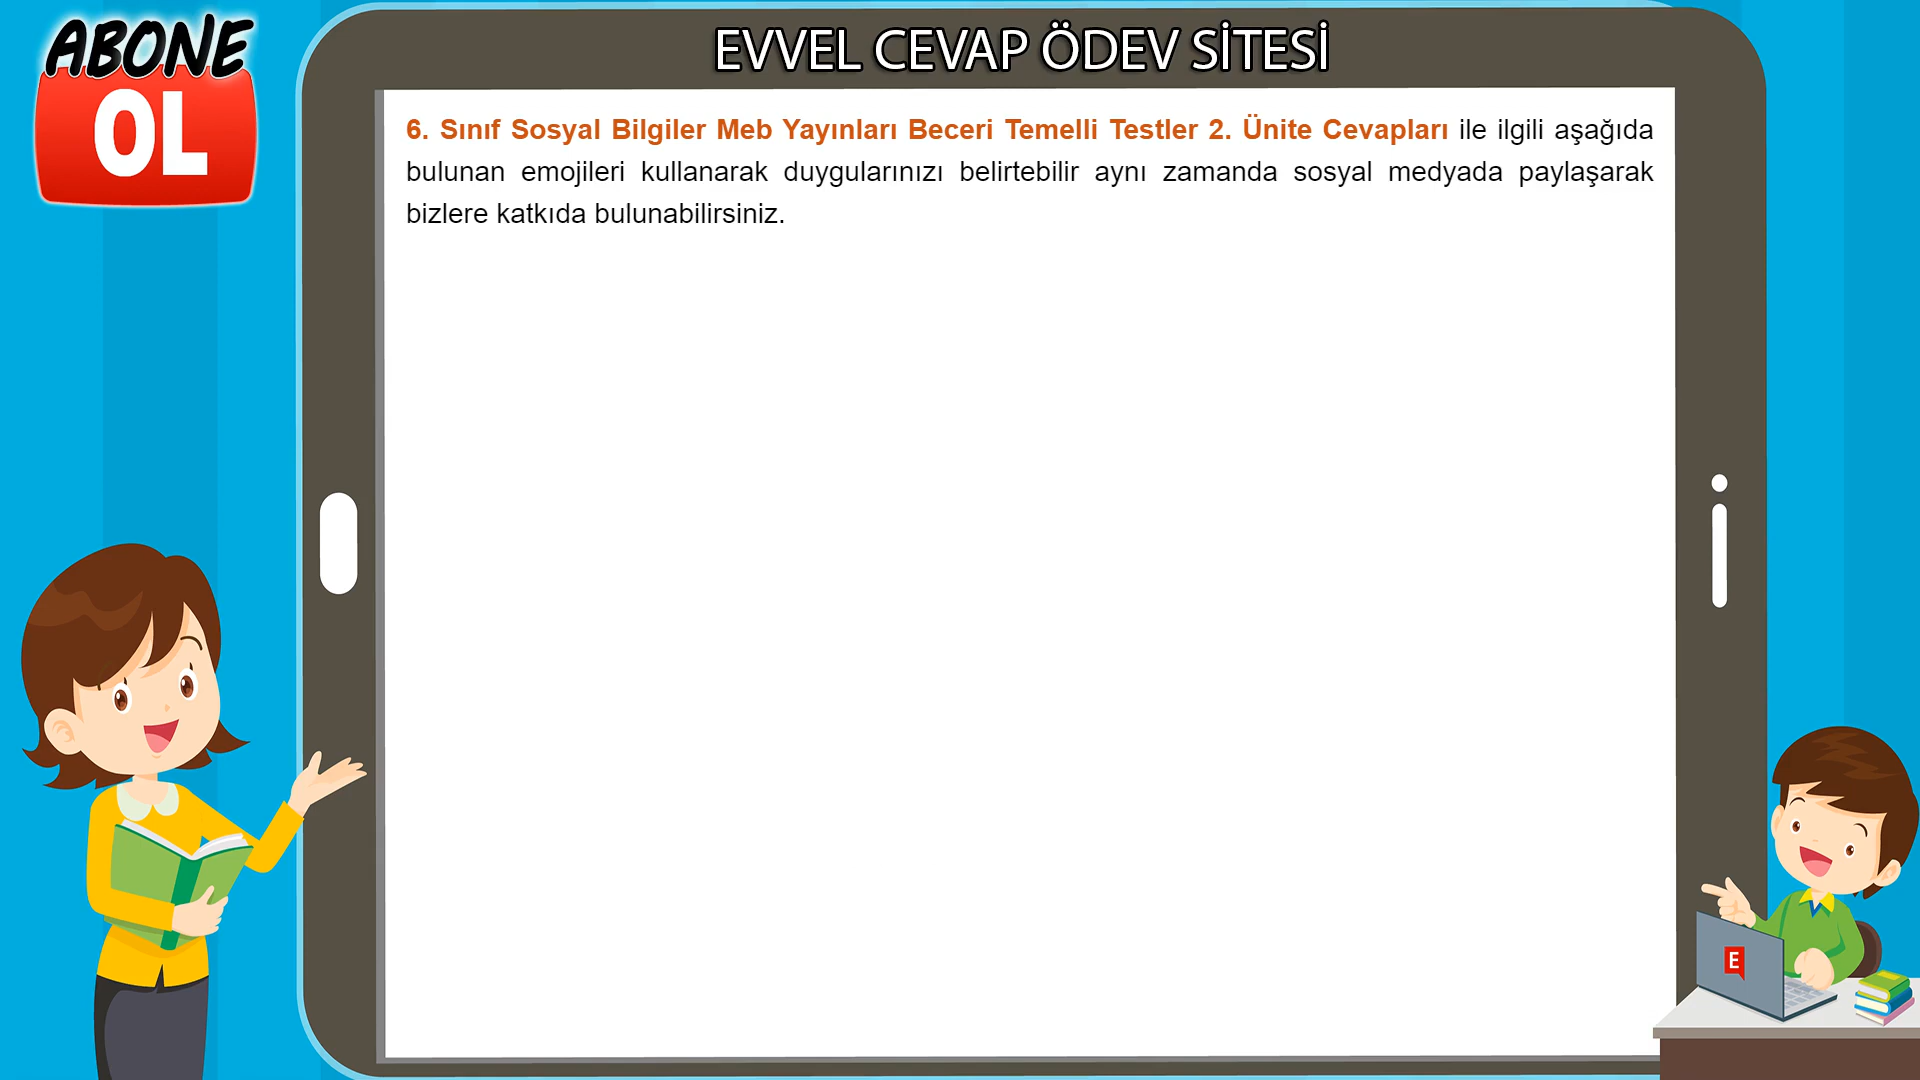 ABONE
OL
EVVEL CEVAP ÖDEV SİTESİ
6. Sınıf Sosyal Bilgiler Meb Yayınları Beceri Temelli Testler 2. Ünite Cevapları ile ilgili aşağıda
bulunan emojileri kullanarak duygularınızı belirtebilir aynı zamanda sosyal medyada paylaşarak
bizlere katkıda bulunabilirsiniz.
E